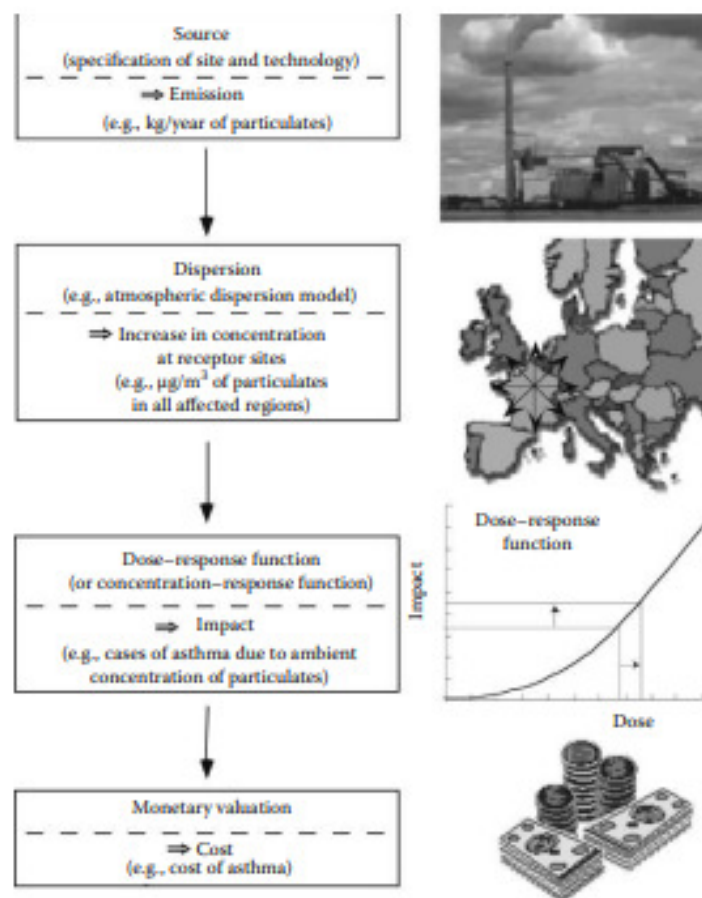 Source
(specification of site and technology)
⇒ Emission
(e.g., kg/year of particulates)
Dispersion
(e.g., atmospheric dispersion model)
⇒ Increase in concentration
at receptor sites
(e.g., μg/m³ of particulates
in all affected regions)
Dose–response function
(or concentration–response function)
⇒ Impact
(e.g., cases of asthma due to ambient
concentration of particulates)
Dose–response
function
Impact
Dose
Monetary valuation
⇒ Cost
(e.g., cost of asthma)